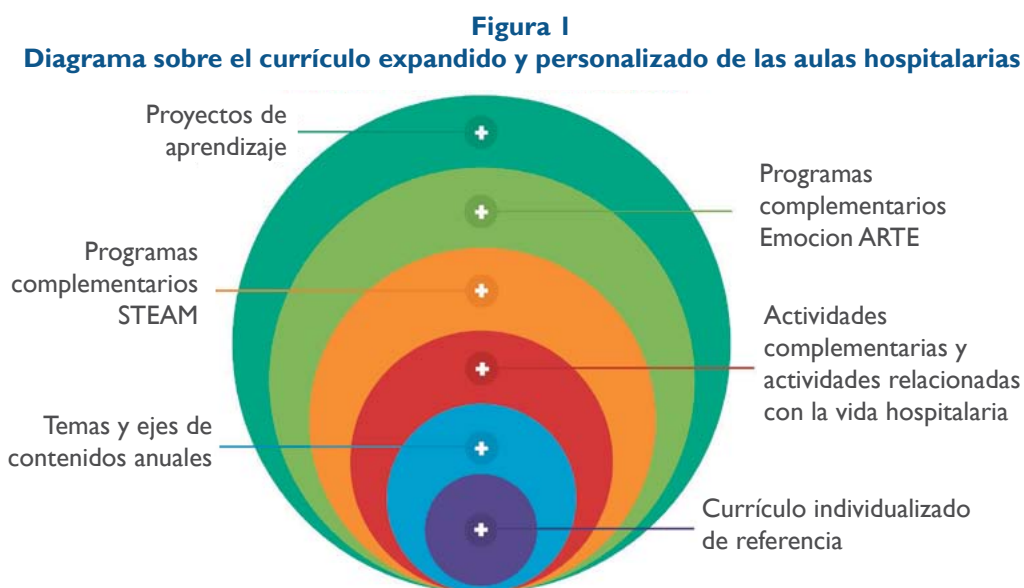 Figura 1
Diagrama sobre el currículo expandido y personalizado de las aulas hospitalarias
Proyectos de
aprendizaje
Programas
complementarios
Emocion ARTE
Programas
complementarios
STEAM
Actividades
complementarias y
actividades relacionadas
con la vida hospitalaria
Temas y ejes de
contenidos anuales
Currículo individualizado
de referencia